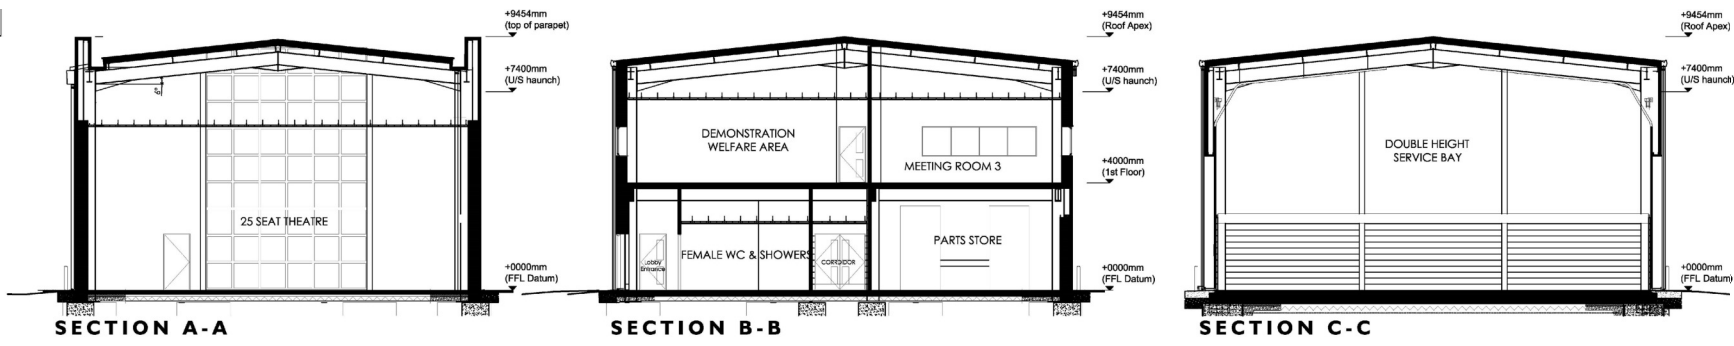 +9454mm
(top of parapet)
+7400mm
(U/S haunch)
6°
25 SEAT THEATRE
+0000mm
(FFL Datum)
SECTION A-A
+9454mm
(Roof Apex)
+7400mm
(U/S haunch)
DEMONSTRATION
WELFARE AREA
MEETING ROOM 3
+4000mm
(1st Floor)
Lobby
Entrance
FEMALE WC & SHOWERS
CORRIDOR
PARTS STORE
+0000mm
(FFL Datum)
SECTION B-B
+9454mm
(Roof Apex)
+7400mm
(U/S haunch)
DOUBLE HEIGHT
SERVICE BAY
+0000mm
(FFL Datum)
SECTION C-C